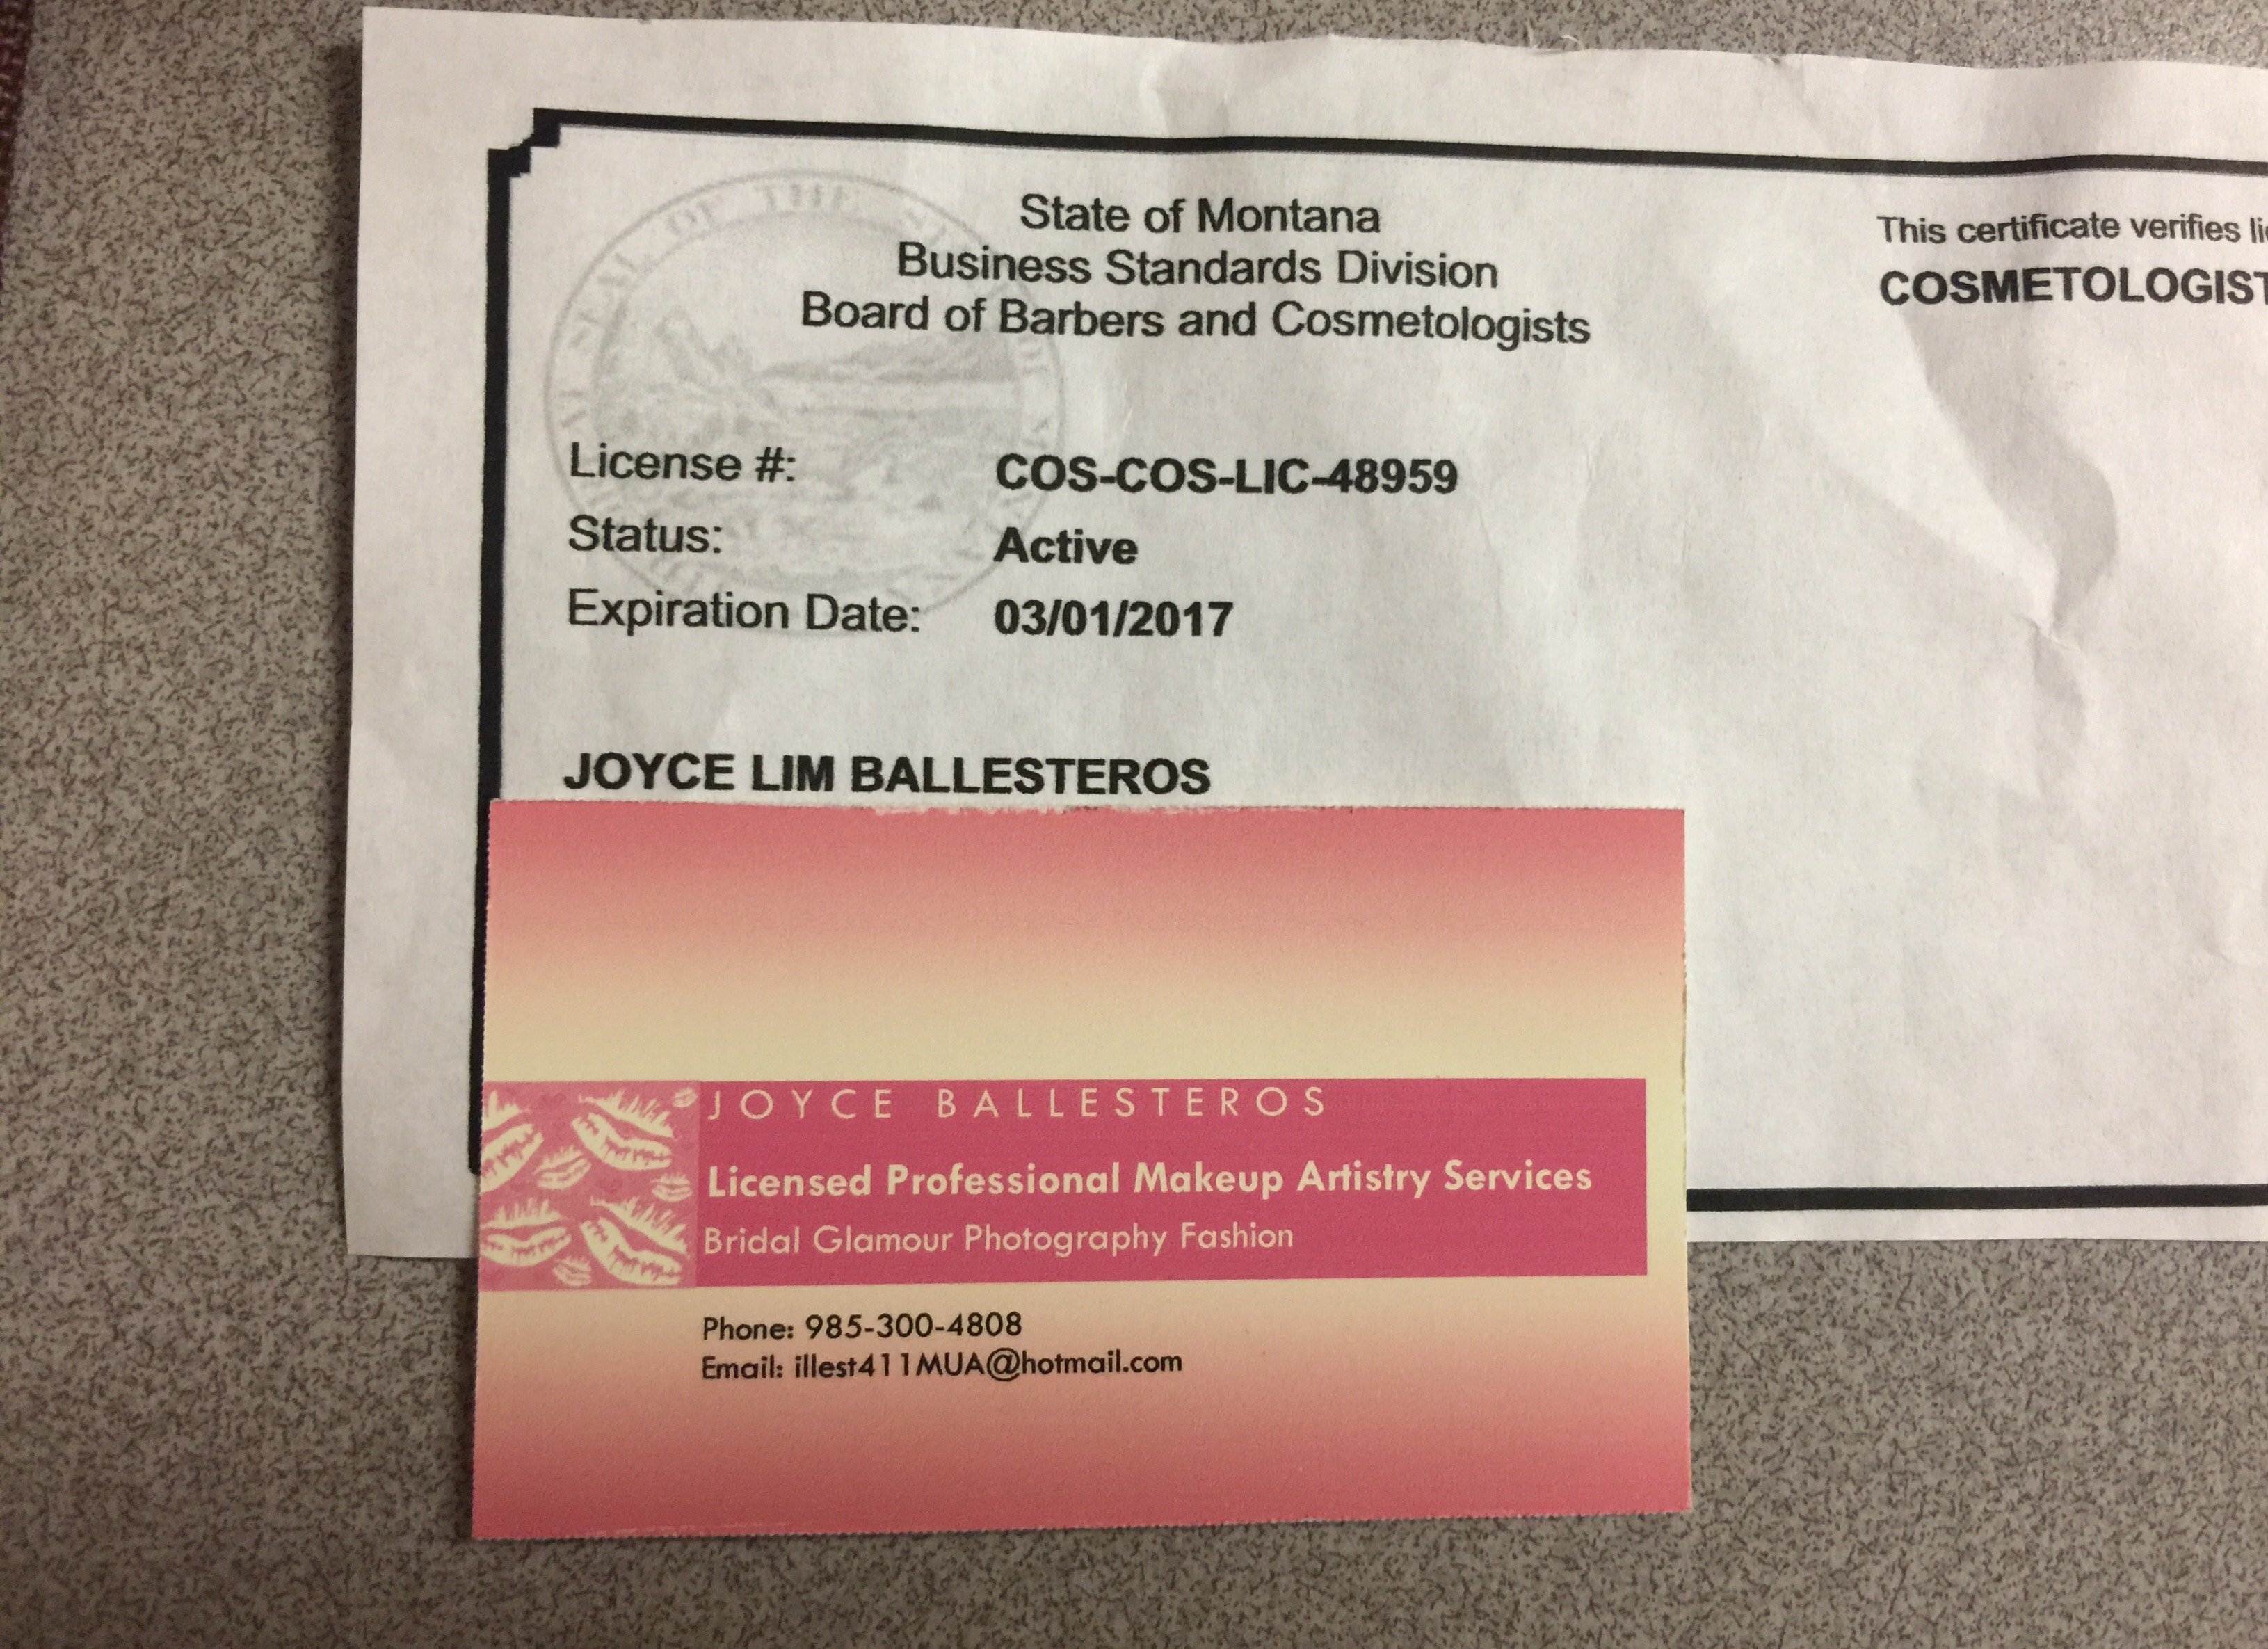 State of Montana
Business Standards Division
Board of Barbers and Cosmetologists
License #: COS-COS-LIC-48959
Status: Active
Expiration Date: 03/01/2017
JOYCE LIM BALLESTEROS
This certificate verifies
COSMETOLOGIST
JOYCE BALLESTEROS
Licensed Professional Makeup Artistry Services
Bridal Glamour Photography Fashion
Phone: 985-300-4808
Email: illest411MUA@hotmail.com